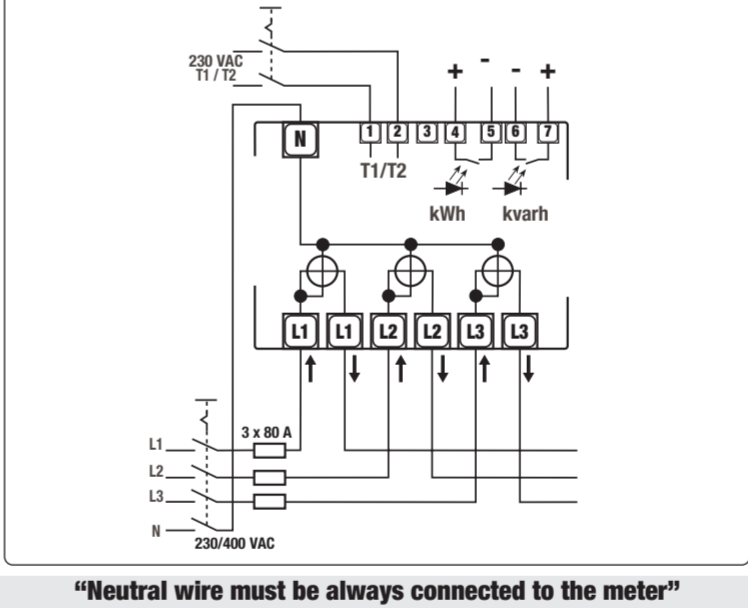 230 VAC
T1 / T2
+ - - +
N 1 2 3 4 5 6 7
T1/T2
kWh kvarh
L1 L1 L2 L2 L3 L3
3 x 80 A
L1
L2
L3
N
230/400 VAC
“Neutral wire must be always connected to the meter”